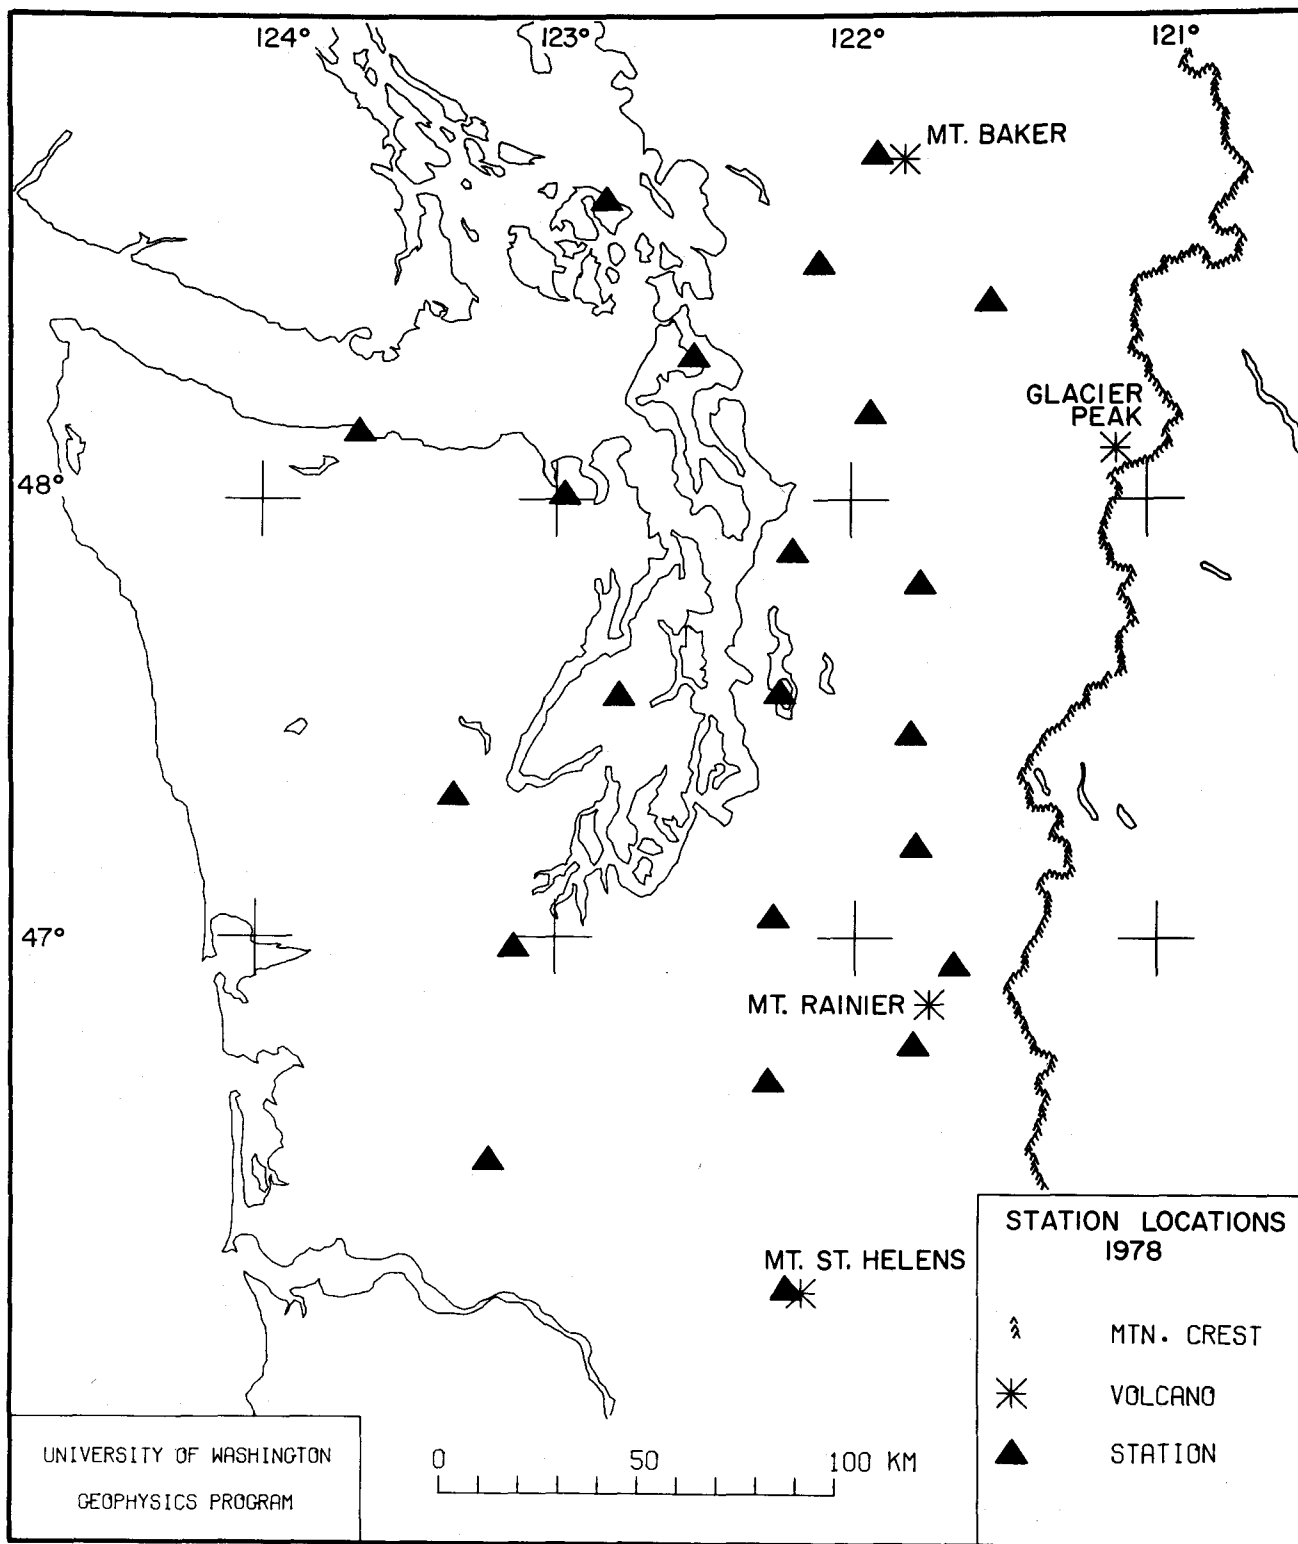 124° 123° 122° 121°
MT. BAKER
GLACIER
PEAK
48°
47°
MT. RAINIER
MT. ST. HELENS
STATION LOCATIONS
1978
MTN. CREST
VOLCANO
STATION
UNIVERSITY OF WASHINGTON
GEOPHYSICS PROGRAM
0 50 100 KM